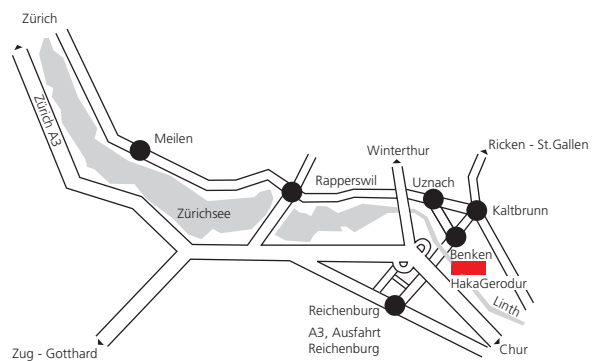 Zürich
Zürich A3
Meilen
Zürichsee
Rapperswil
Winterthur
Uznach
Ricken - St.Gallen
Kaltbrunn
Benken
HakaGerodur
Linth
Reichenburg
A3, Ausfahrt
Reichenburg
Zug - Gotthard
Chur